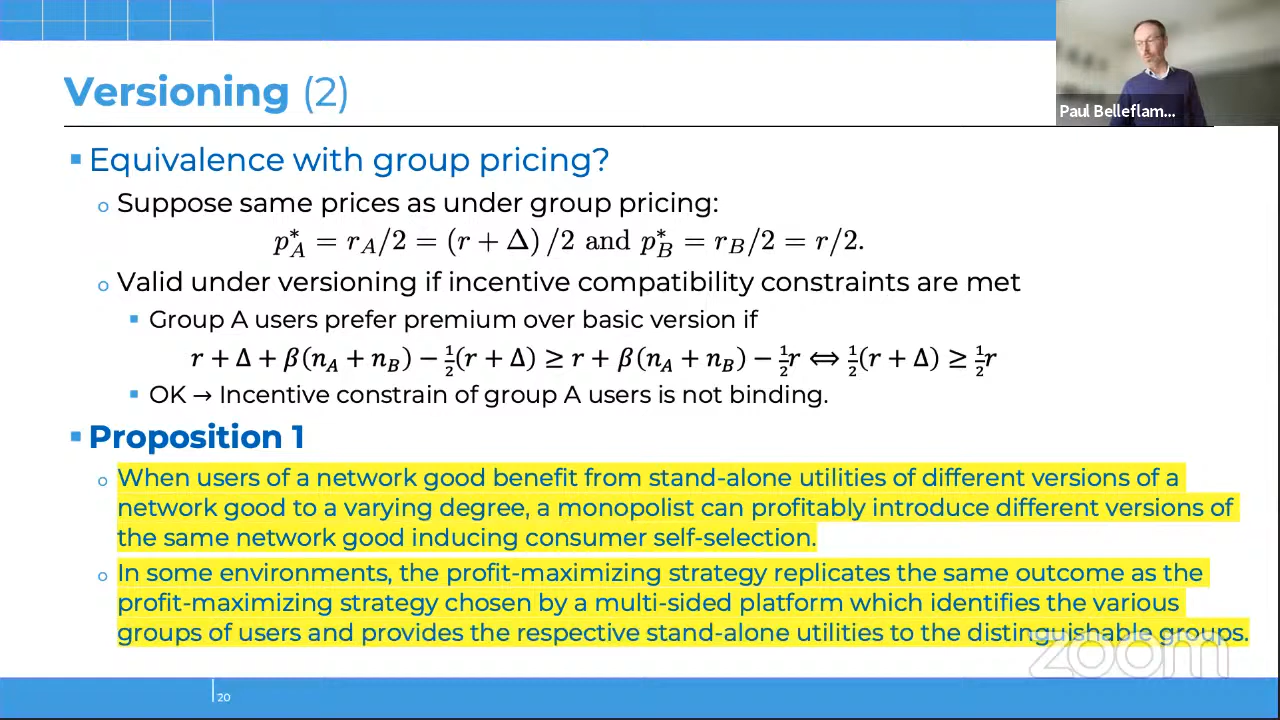 Versioning (2)
Paul Belleflam...
Equivalence with group pricing?
Suppose same prices as under group pricing:
p*_A = r_A/2 = (r + Δ) /2 and p*_B = r_B/2 = r/2.
Valid under versioning if incentive compatibility constraints are met
Group A users prefer premium over basic version if
r + Δ + β(n_A + n_B) − ½(r + Δ) ≥ r + β(n_A + n_B) − ½r ⇔ ½(r + Δ) ≥ ½r
OK → Incentive constrain of group A users is not binding.
Proposition 1
When users of a network good benefit from stand-alone utilities of different versions of a
network good to a varying degree, a monopolist can profitably introduce different versions of
the same network good inducing consumer self-selection.
In some environments, the profit-maximizing strategy replicates the same outcome as the
profit-maximizing strategy chosen by a multi-sided platform which identifies the various
groups of users and provides the respective stand-alone utilities to the distinguishable groups.
zoom
20